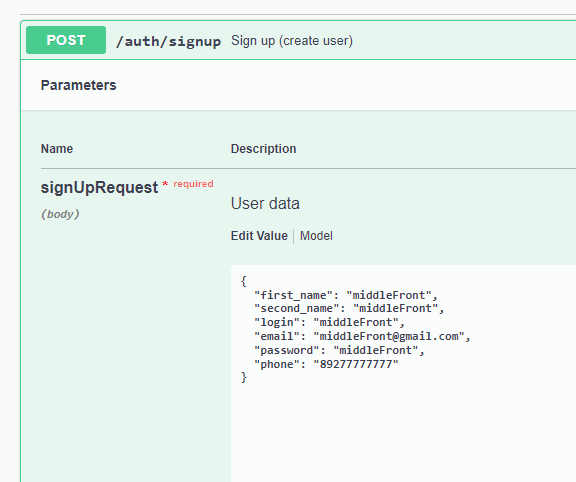 POST /auth/signup Sign up (create user)
Parameters
Name Description
signUpRequest * required
(body)
User data
Edit Value Model
{
"first_name": "middleFront",
"second_name": "middleFront",
"login": "middleFront",
"email": "middleFront@gmail.com",
"password": "middleFront",
"phone": "89277777777"
}